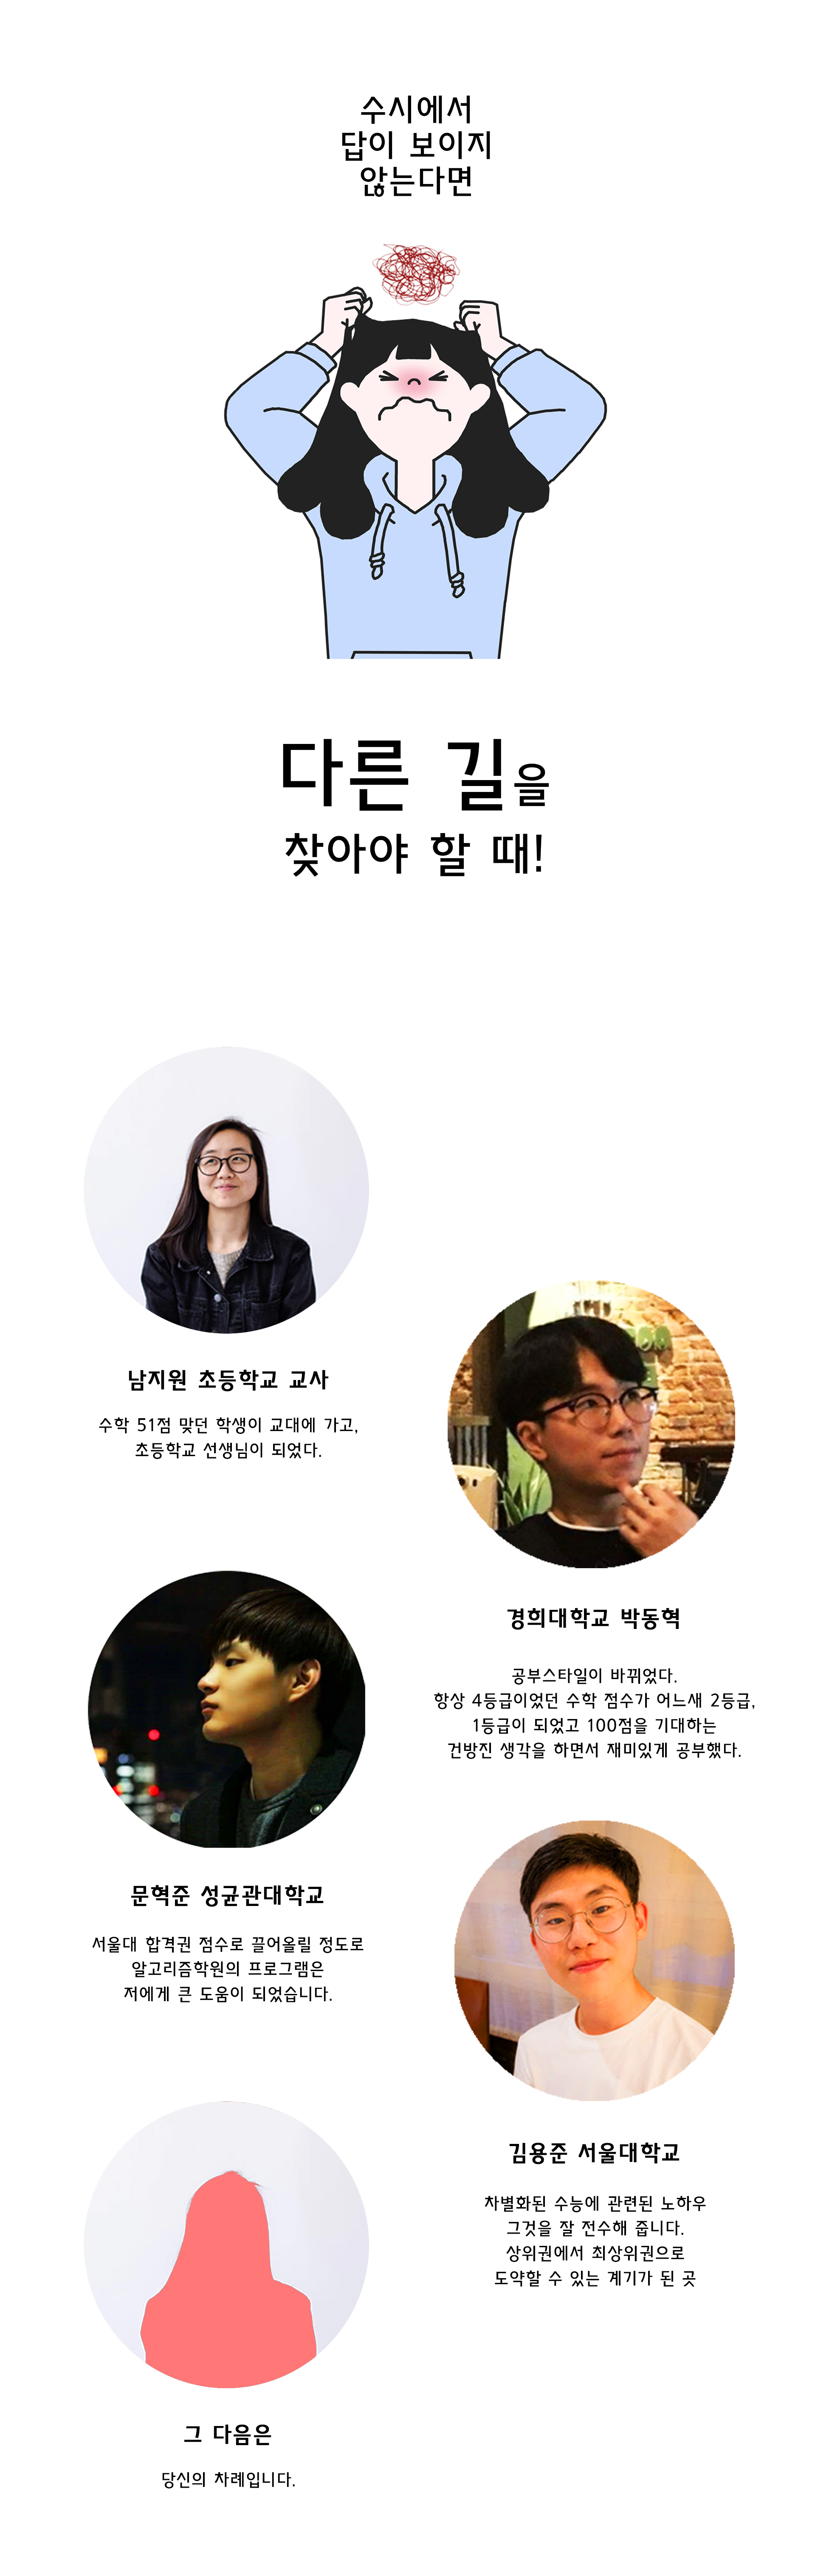 수시에서
답이 보이지
않는다면
다른 길을
찾아야 할 때!
남지원 초등학교 교사
수학 51점 맞던 학생이 교대에 가고,
초등학교 선생님이 되었다.
경희대학교 박동혁
공부스타일이 바뀌었다.
항상 4등급이었던 수학 점수가 어느새 2등급,
1등급이 되었고 100점을 기대하는
건방진 생각을 하면서 재미있게 공부했다.
문혁준 성균관대학교
서울대 합격권 점수로 끌어올릴 정도로
알고리즘학원의 프로그램은
저에게 큰 도움이 되었습니다.
김용준 서울대학교
차별화된 수능에 관련된 노하우
그것을 잘 전수해 줍니다.
상위권에서 최상위권으로
도약할 수 있는 계기가 된 곳
그 다음은
당신의 차례입니다.